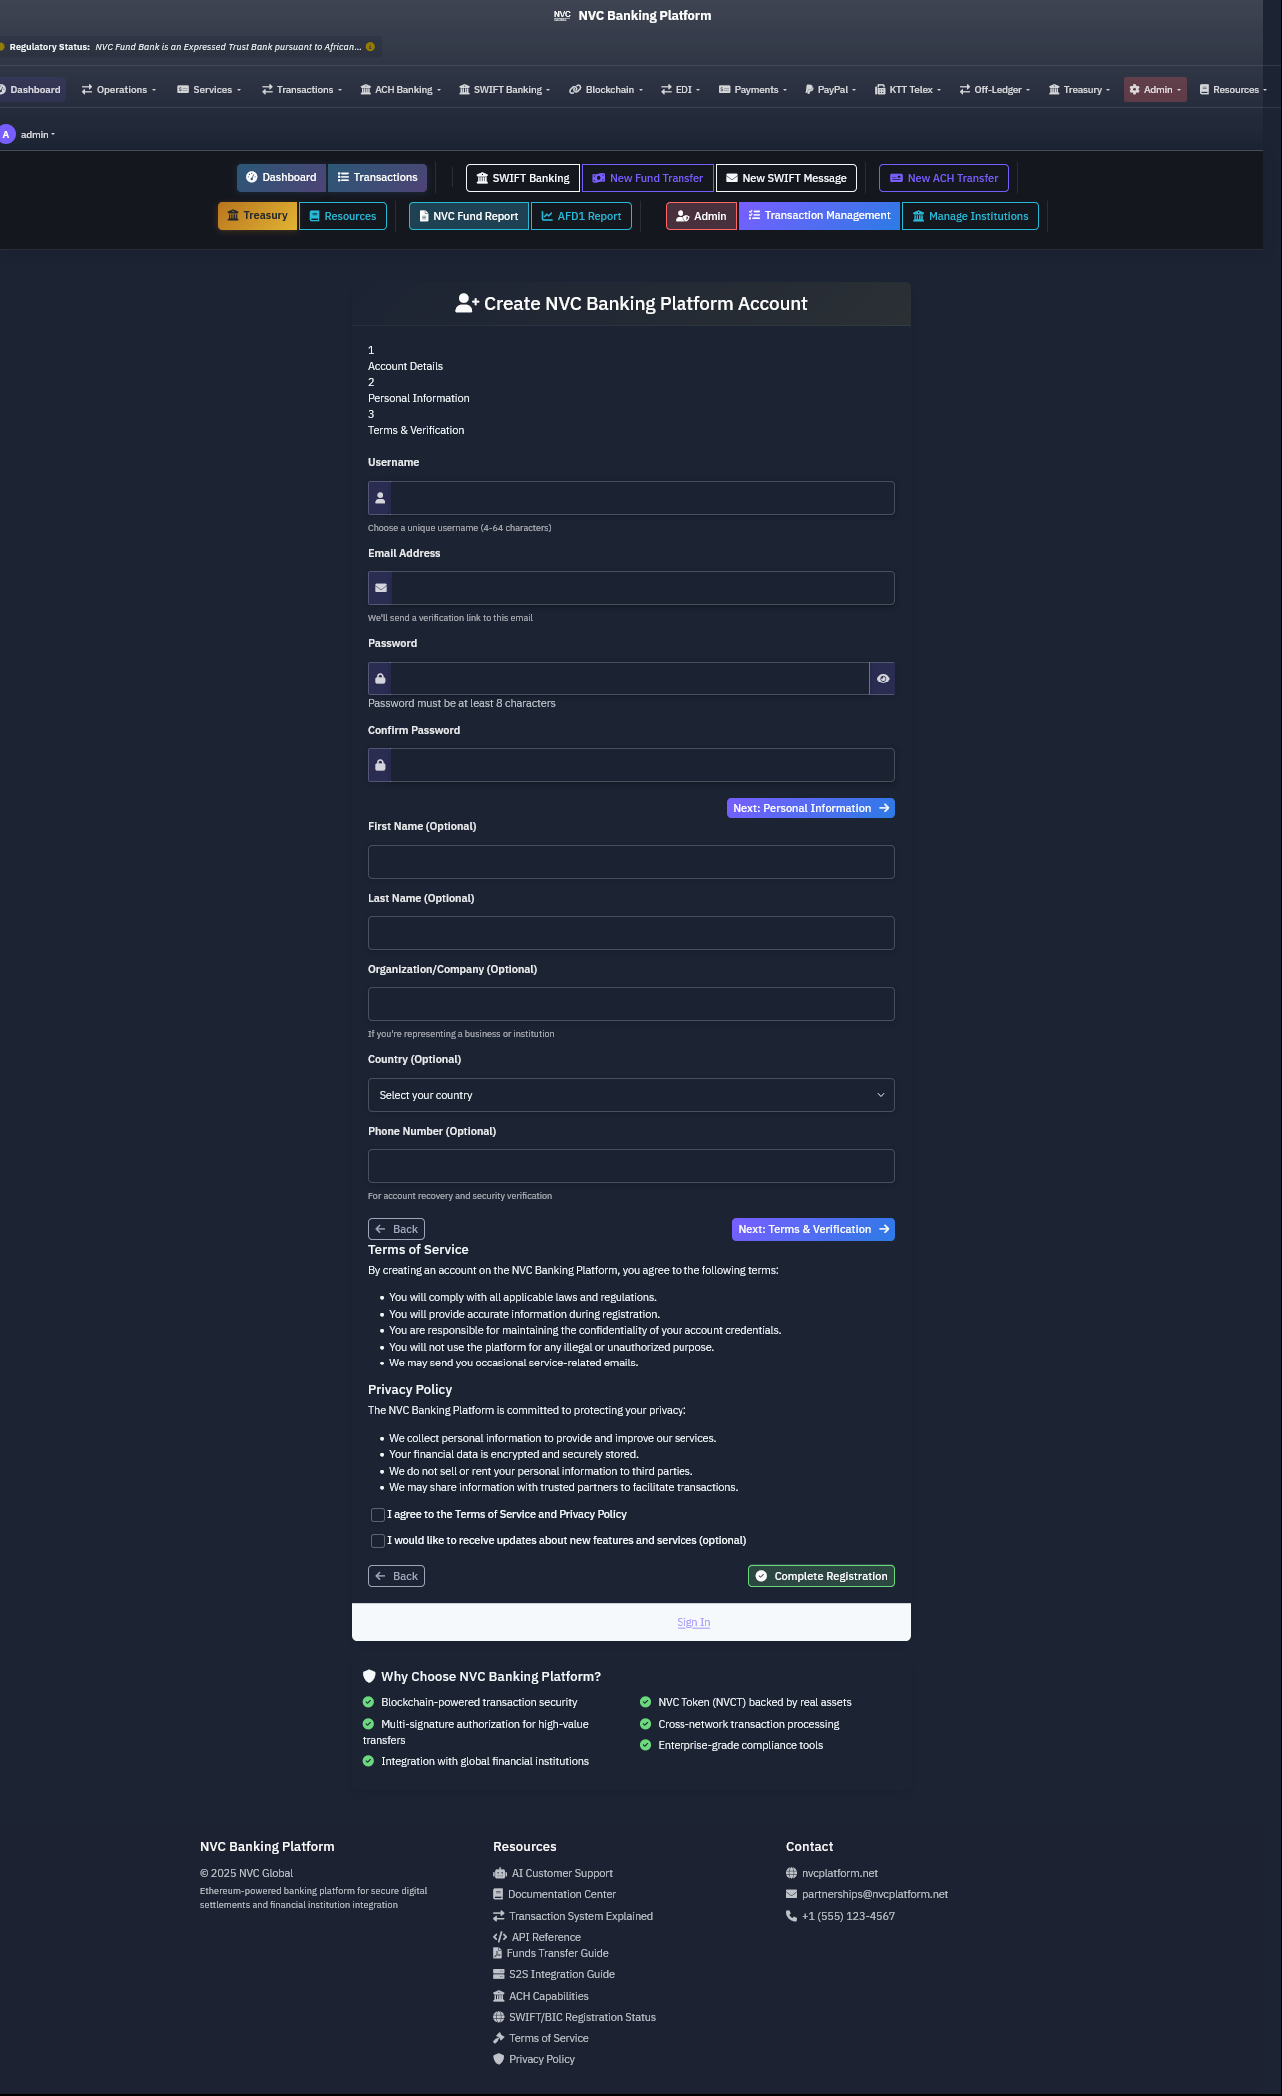 NVC NVC Banking Platform
Regulatory Status: NVC Fund Bank is an Expressed Trust Bank pursuant to African...
Dashboard Operations Services Transactions ACH Banking SWIFT Banking Blockchain EDI Payments PayPal KTT Telex Off-Ledger Treasury Admin Resources
A admin
Dashboard Transactions SWIFT Banking New Fund Transfer New SWIFT Message New ACH Transfer
Treasury Resources NVC Fund Report AFD1 Report Admin Transaction Management Manage Institutions
Create NVC Banking Platform Account
1
Account Details
2
Personal Information
3
Terms & Verification
Username
Choose a unique username (4-64 characters)
Email Address
We'll send a verification link to this email
Password
Password must be at least 8 characters
Confirm Password
Next: Personal Information
First Name (Optional)
Last Name (Optional)
Organization/Company (Optional)
If you're representing a business or institution
Country (Optional)
Select your country
Phone Number (Optional)
For account recovery and security verification
Back Next: Terms & Verification
Terms of Service
By creating an account on the NVC Banking Platform, you agree to the following terms:
• You will comply with all applicable laws and regulations.
• You will provide accurate information during registration.
• You are responsible for maintaining the confidentiality of your account credentials.
• You will not use the platform for any illegal or unauthorized purpose.
• We may send you occasional service-related emails.
Privacy Policy
The NVC Banking Platform is committed to protecting your privacy:
• We collect personal information to provide and improve our services.
• Your financial data is encrypted and securely stored.
• We do not sell or rent your personal information to third parties.
• We may share information with trusted partners to facilitate transactions.
I agree to the Terms of Service and Privacy Policy
I would like to receive updates about new features and services (optional)
Back Complete Registration
Sign In
Why Choose NVC Banking Platform?
Blockchain-powered transaction security
Multi-signature authorization for high-value
transfers
Integration with global financial institutions
NVC Token (NVCT) backed by real assets
Cross-network transaction processing
Enterprise-grade compliance tools
NVC Banking Platform
© 2025 NVC Global
Ethereum-powered banking platform for secure digital
settlements and financial institution integration
Resources
AI Customer Support
Documentation Center
Transaction System Explained
API Reference
Funds Transfer Guide
S2S Integration Guide
ACH Capabilities
SWIFT/BIC Registration Status
Terms of Service
Privacy Policy
Contact
nvcplatform.net
partnerships@nvcplatform.net
+1 (555) 123-4567